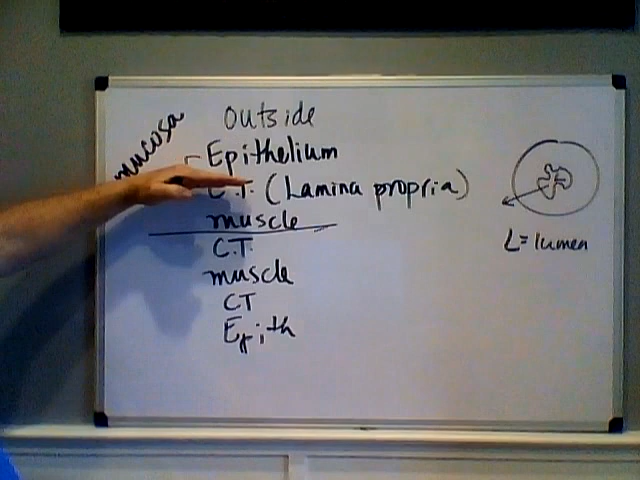 mucosa
outside
Epithelium
C.T. (Lamina propria)
muscle
C.T.
muscle
CT
Epith
L
L= lumen